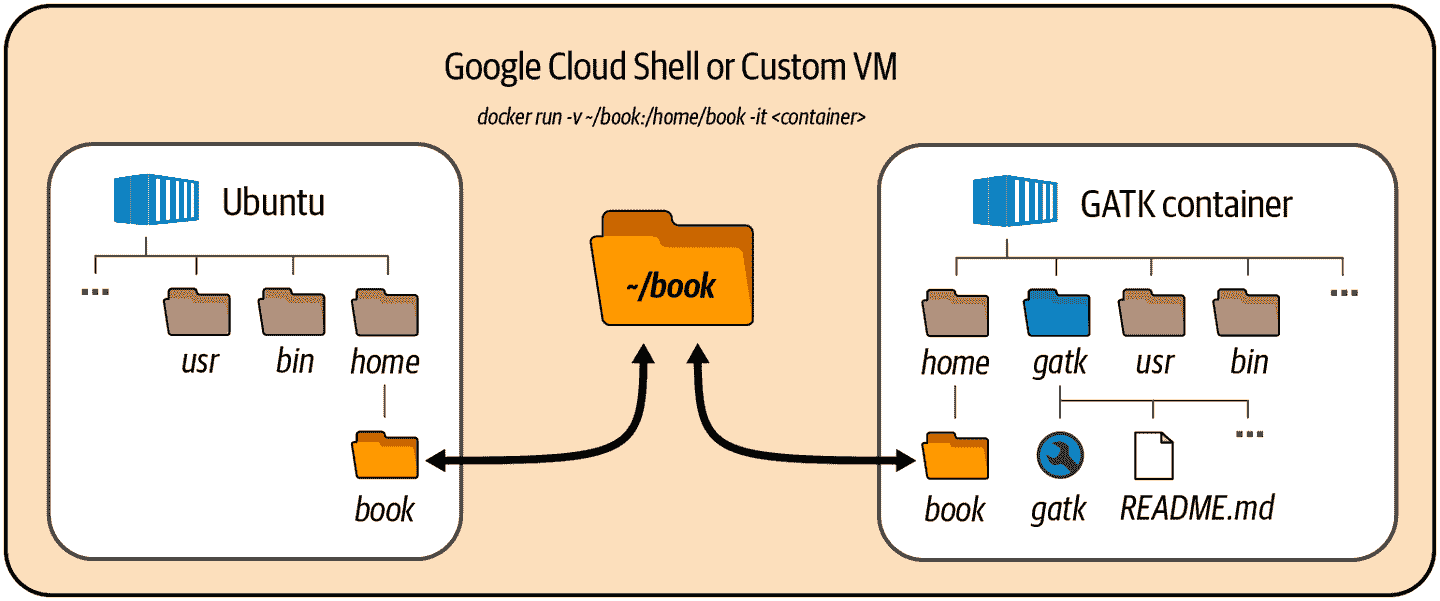 Google Cloud Shell or Custom VM
docker run -v ~/book:/home/book -it <container>
Ubuntu
...
usr
bin
home
book
~/book
GATK container
home
gatk
usr
bin
...
book
gatk
README.md
...